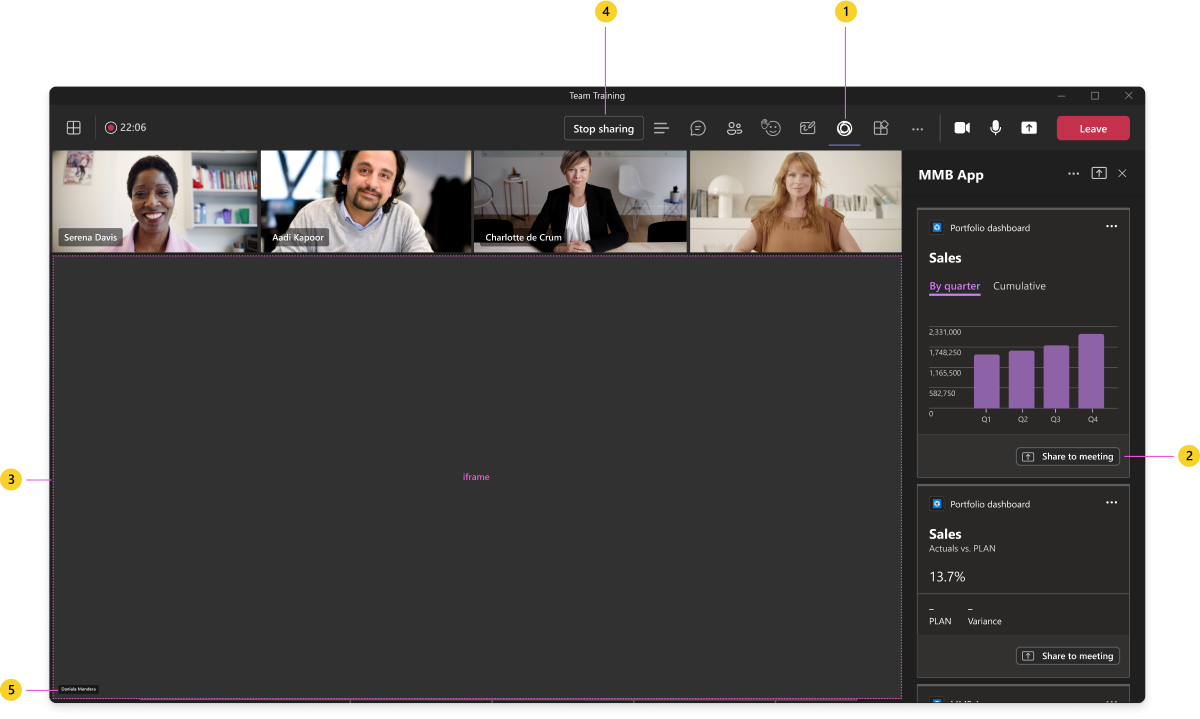 4
1
Team Training
22:06
Stop sharing
Leave
MMB App
Serena Davis
Aadi Kapoor
Charlotte de Crum
Portfolio dashboard
Sales
By quarter
Cumulative
2,331,000
1,748,250
1,165,500
582,750
0
Q1
Q2
Q3
Q4
Share to meeting
2
3
iframe
Portfolio dashboard
Sales
Actuals vs. PLAN
13.7%
– –
PLAN Variance
Share to meeting
5
Daniela Mandera